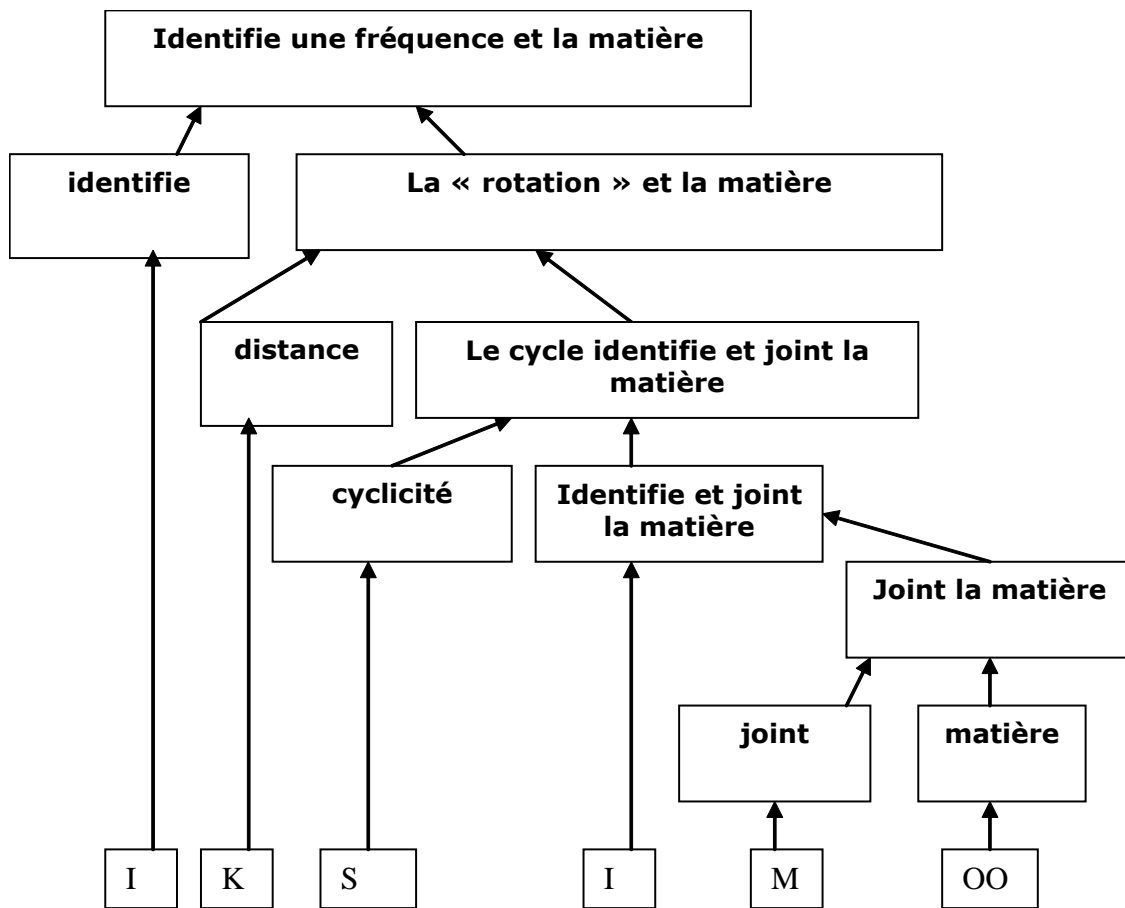 Identifie une fréquence et la matière
identifie
La « rotation » et la matière
distance
Le cycle identifie et joint la
matière
cyclicité
Identifie et joint
la matière
Joint la matière
joint
matière
I
K
S
I
M
OO